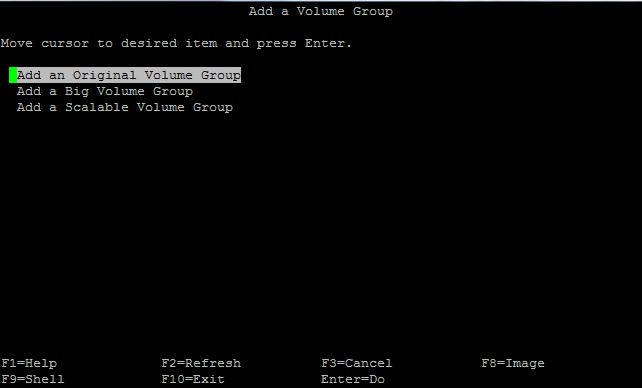 Add a Volume Group
Move cursor to desired item and press Enter.
Add an Original Volume Group
Add a Big Volume Group
Add a Scalable Volume Group
F1=Help F2=Refresh F3=Cancel F8=Image
F9=Shell F10=Exit Enter=Do